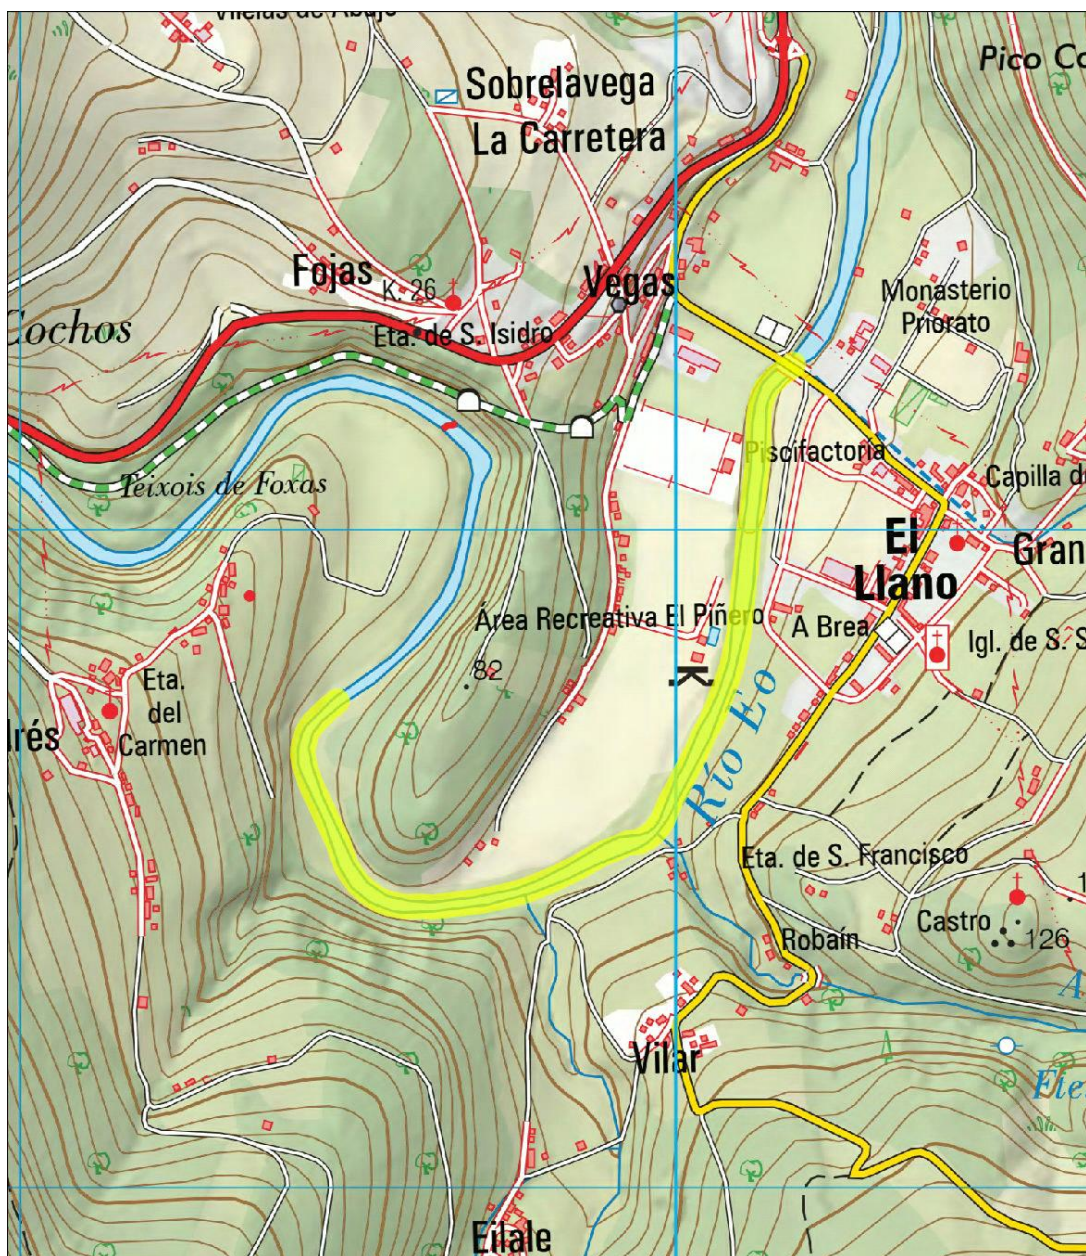 Pico
Sobrelavega
La Carretera
Fojas
K. 26
Vegas
Monasterio
Priorato
Cochos
Eta. de S. Isidro
Piscifactoría
Capilla
Teixois de Foxas
El
Llano
Área Recreativa El Piñero
A Brea
Igl. de S.
82
K
Río Eo
Eta.
del
Carmen
Eta. de S. Francisco
Castro
126
Robaín
Vilar
Eilale